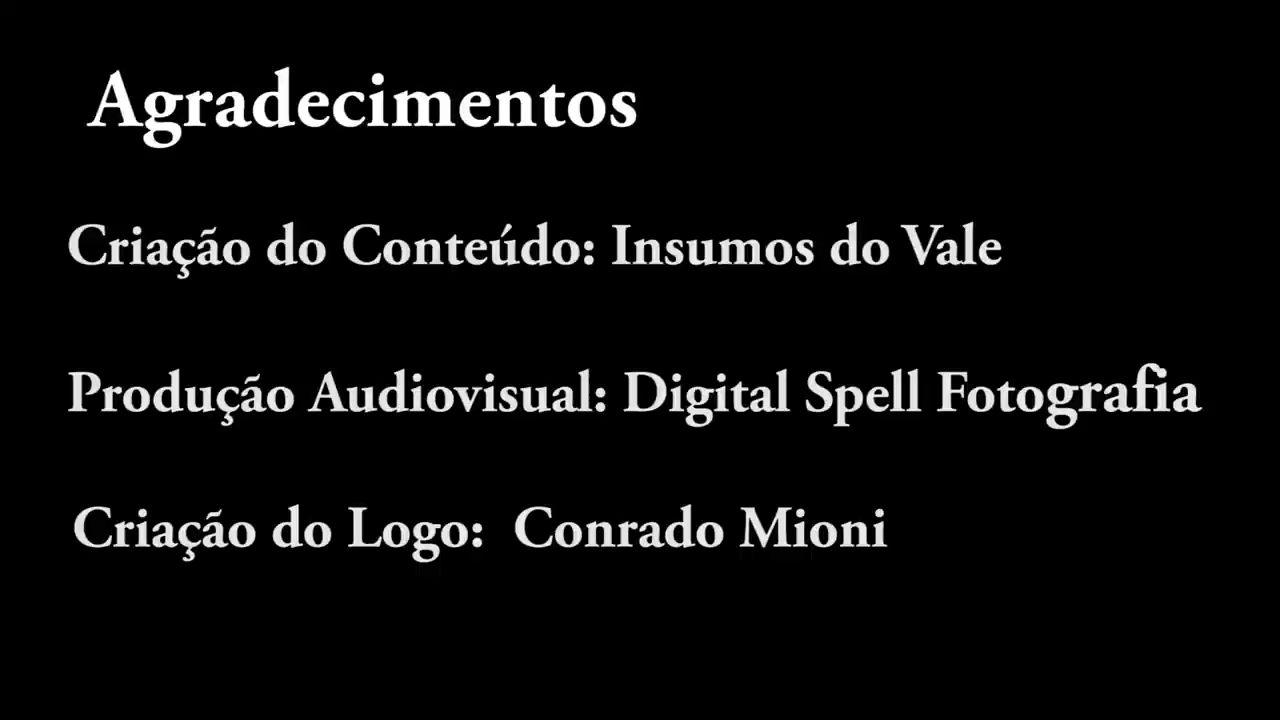 Agradecimentos
Criação do Conteúdo: Insumos do Vale
Produção Audiovisual: Digital Spell Fotografia
Criação do Logo: Conrado Mioni